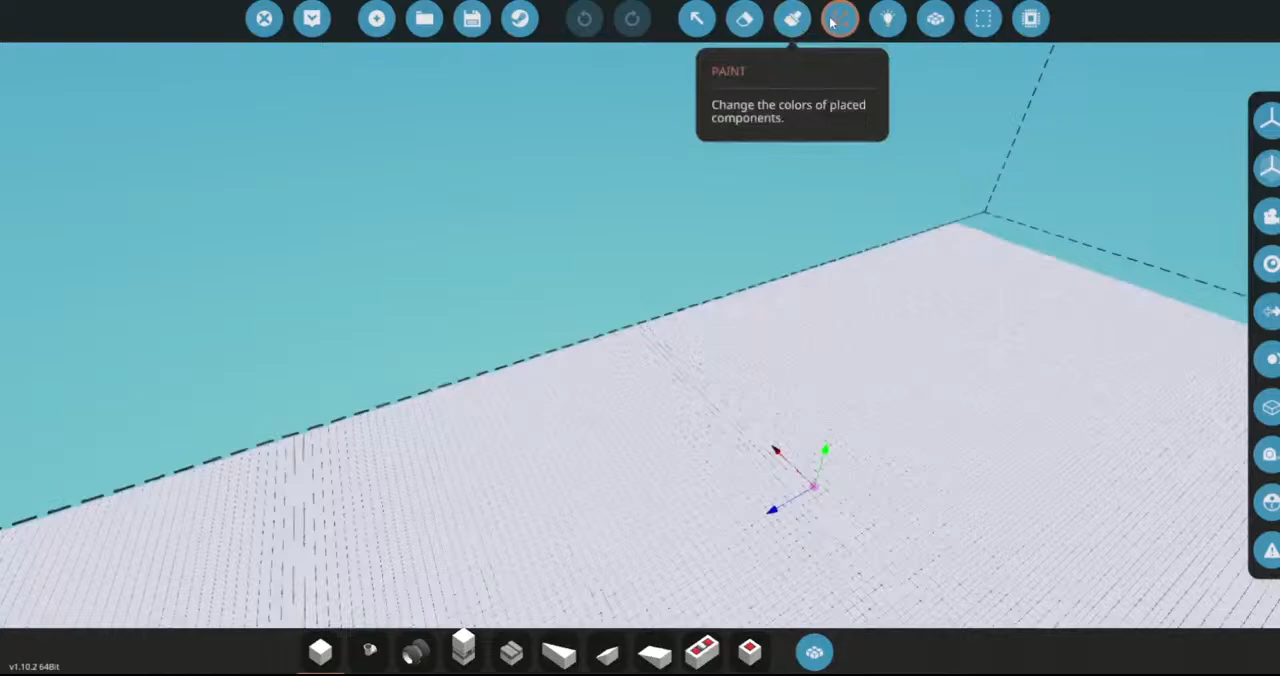 PAINT
Change the colors of placed
components.
v1.10.2 64Bit